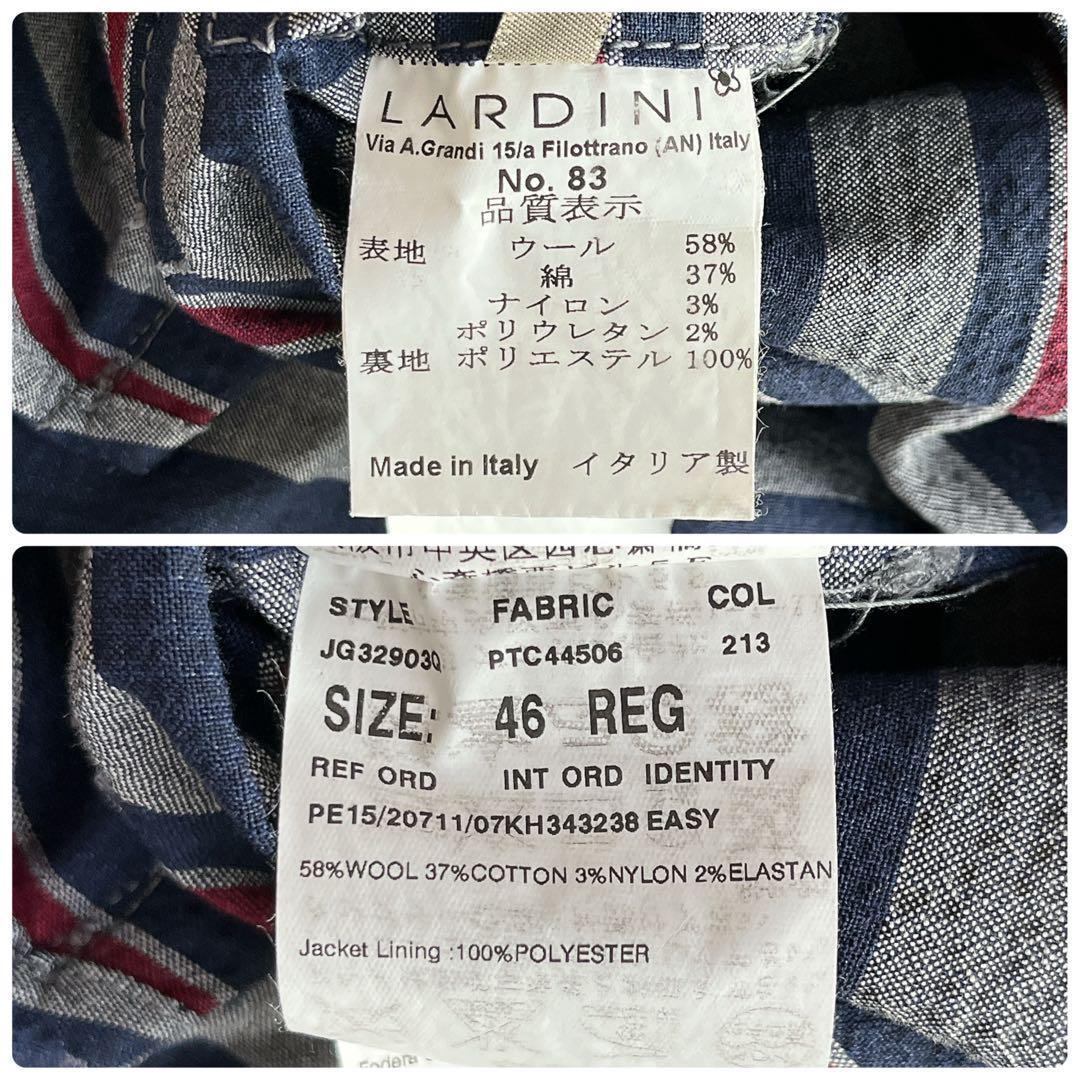 LARDINI
Via A.Grandi 15/a Filottrano (AN) Italy
No. 83
品質表示
表地 ウール 58%
綿 37%
ナイロン 3%
ポリウレタン 2%
裏地 ポリエステル 100%
Made in Italy イタリア製
STYLE FABRIC COL
JG32903Q PTC44506 213
SIZE: 46 REG
REF ORD INT ORD IDENTITY
PE15/20711/07KH343238 EASY
58%WOOL 37%COTTON 3%NYLON 2%ELASTAN
Jacket Lining :100%POLYESTER